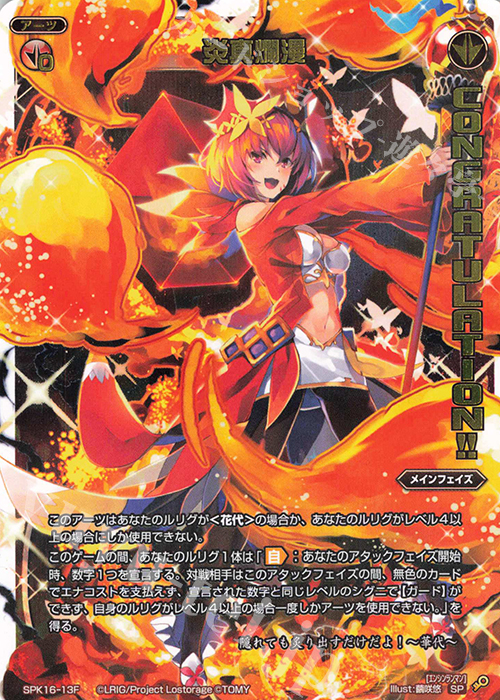 アーツ
炎真爛漫
0
CONGRATULATION!!
メインフェイズ
このアーツはあなたのルリグが<花代>の場合か、あなたのルリグがレベル4以
上の場合にしか使用できない。
このゲームの間、あなたのルリグ1体は「自:あなたのアタックフェイズ開始
時、数字1つを宣言する。対戦相手はこのアタックフェイズの間、無色のカード
でエナコストを支払えず、宣言された数字と同じレベルのシグニで【ガード】が
できず、自身のルリグがレベル4以上の場合一度しかアーツを使用できない。」を
得る。
隠れても炙り出すだけだよ!~華代~
[エンシンランマン]
SPK16-13F ©LRIG/Project Lostorage ©TOMY Illust:鶸咲悠 SP